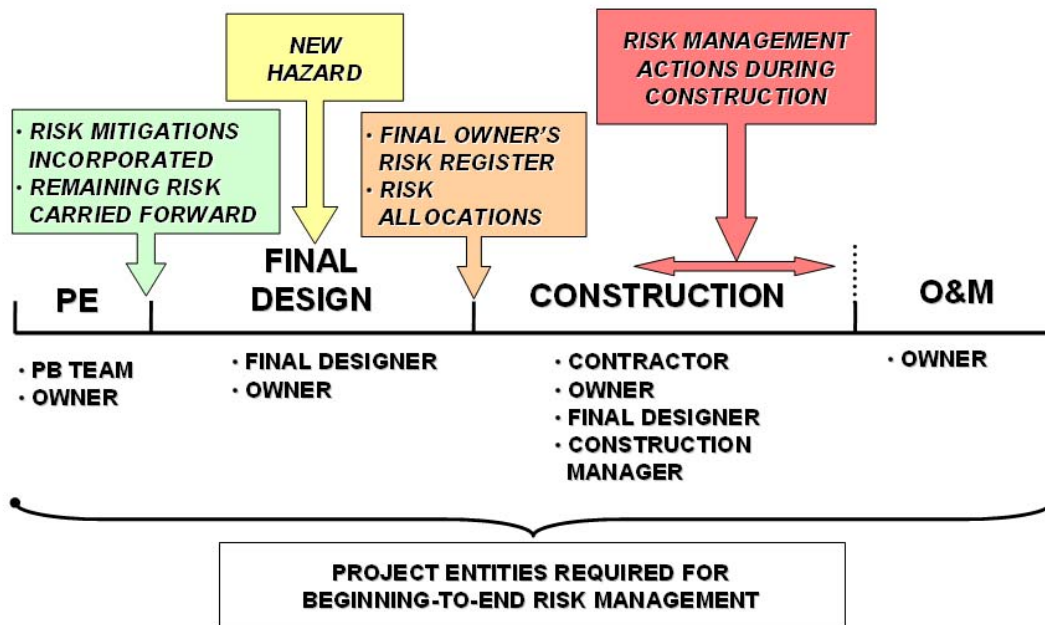 NEW
HAZARD
RISK MANAGEMENT
ACTIONS DURING
CONSTRUCTION
• RISK MITIGATIONS
INCORPORATED
• REMAINING RISK
CARRIED FORWARD
• FINAL OWNER'S
RISK REGISTER
• RISK
ALLOCATIONS
PE
FINAL
DESIGN
CONSTRUCTION
O&M
• PB TEAM
• OWNER
• FINAL DESIGNER
• OWNER
• CONTRACTOR
• OWNER
• FINAL DESIGNER
• CONSTRUCTION
MANAGER
• OWNER
PROJECT ENTITIES REQUIRED FOR
BEGINNING-TO-END RISK MANAGEMENT